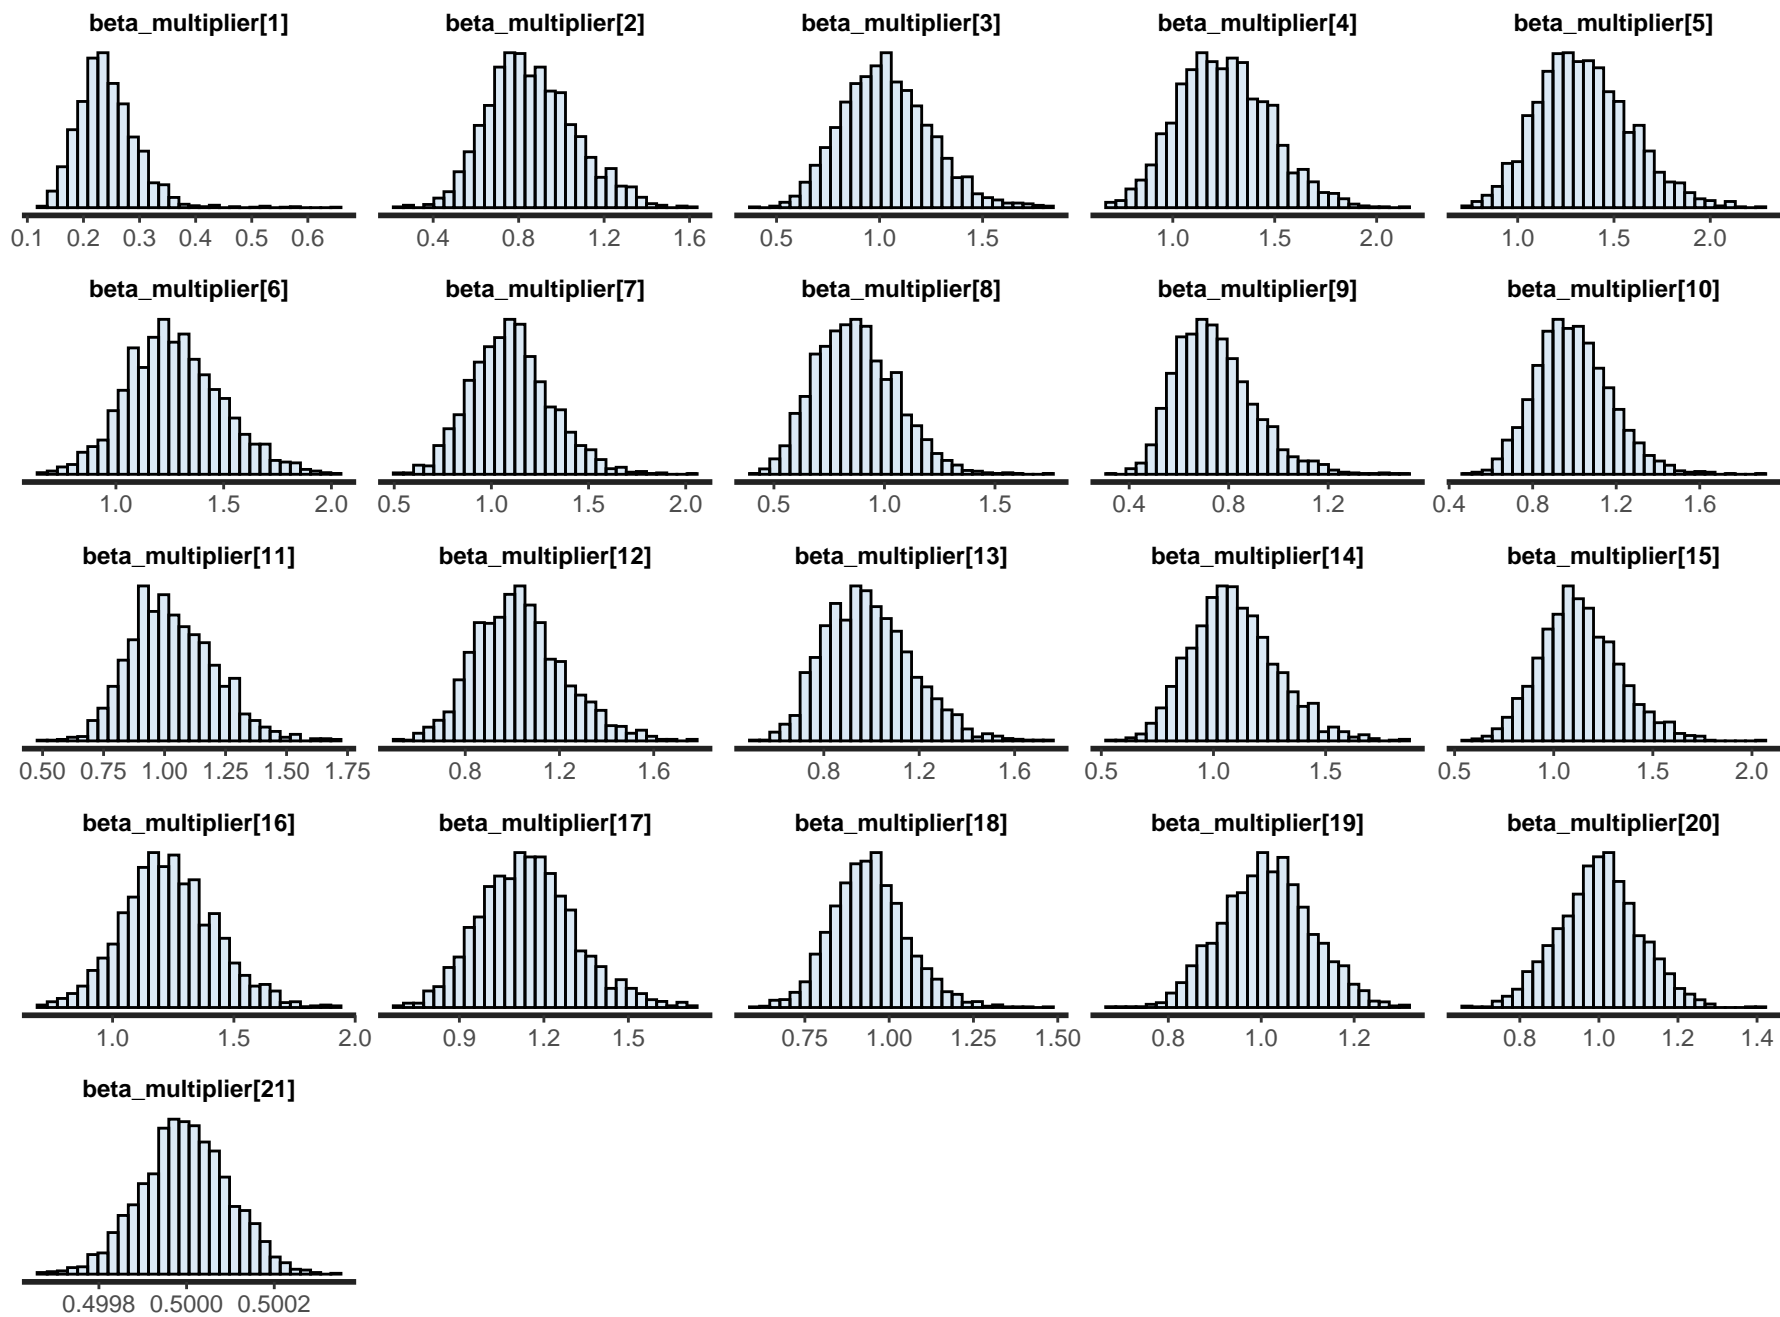 beta_multiplier[1] beta_multiplier[2] beta_multiplier[3] beta_multiplier[4] beta_multiplier[5]
0.1 0.2 0.3 0.4 0.5 0.6 0.4 0.8 1.2 1.6 0.5 1.0 1.5 1.0 1.5 2.0 1.0 1.5 2.0
beta_multiplier[6] beta_multiplier[7] beta_multiplier[8] beta_multiplier[9] beta_multiplier[10]
1.0 1.5 2.0 0.5 1.0 1.5 2.0 0.5 1.0 1.5 0.4 0.8 1.2 0.4 0.8 1.2 1.6
beta_multiplier[11] beta_multiplier[12] beta_multiplier[13] beta_multiplier[14] beta_multiplier[15]
0.50 0.75 1.00 1.25 1.50 1.75 0.8 1.2 1.6 0.8 1.2 1.6 0.5 1.0 1.5 0.5 1.0 1.5 2.0
beta_multiplier[16] beta_multiplier[17] beta_multiplier[18] beta_multiplier[19] beta_multiplier[20]
1.0 1.5 2.0 0.9 1.2 1.5 0.75 1.00 1.25 1.50 0.8 1.0 1.2 0.8 1.0 1.2 1.4
beta_multiplier[21]
0.4998 0.5000 0.5002